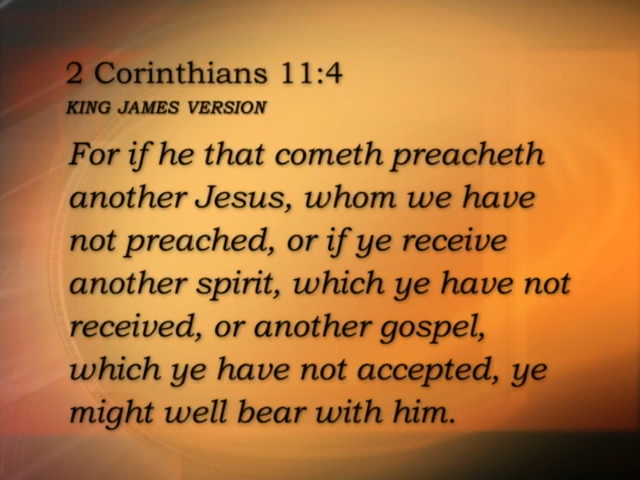 2 Corinthians 11:4
KING JAMES VERSION
For if he that cometh preacheth
another Jesus, whom we have
not preached, or if ye receive
another spirit, which ye have not
received, or another gospel,
which ye have not accepted, ye
might well bear with him.